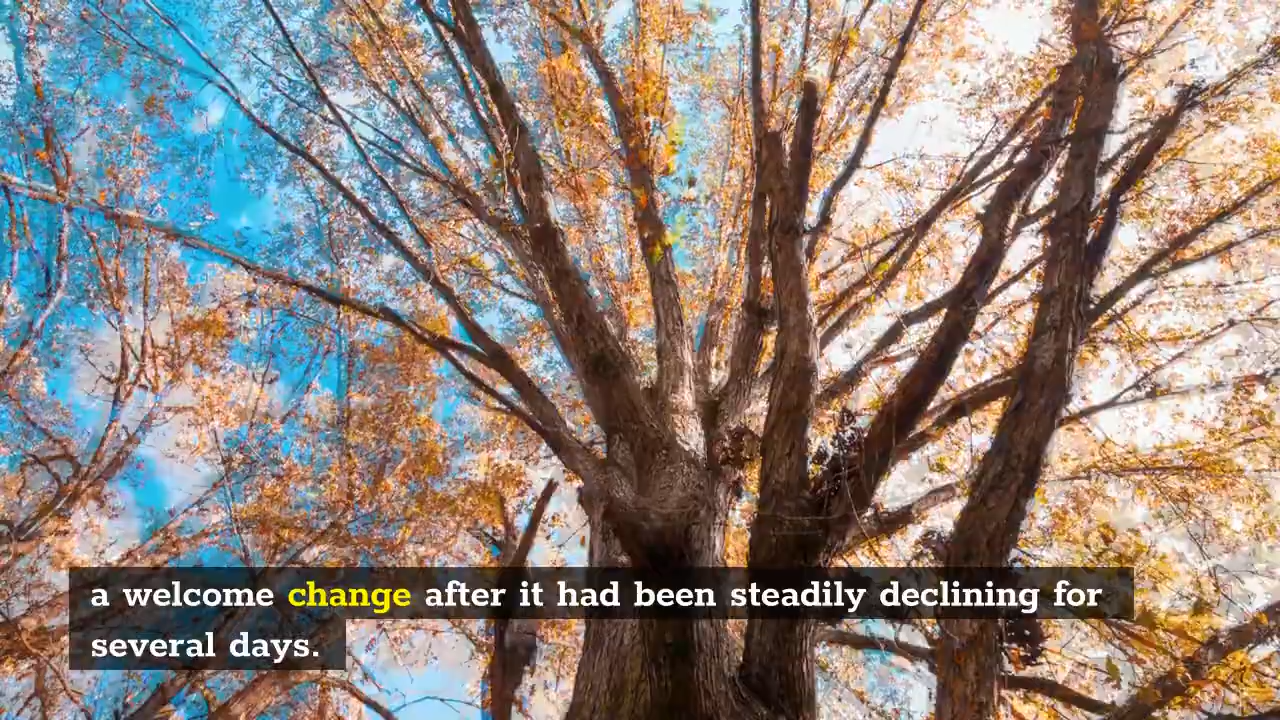 a welcome change after it had been steadily declining for
several days.